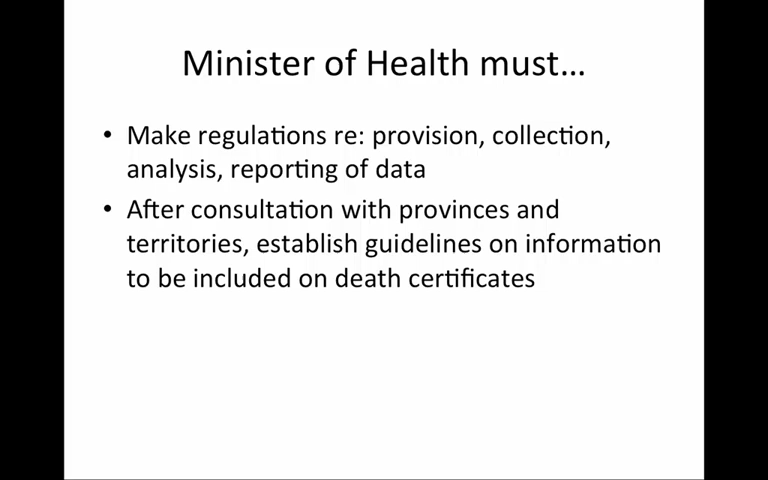 Minister of Health must…
• Make regulations re: provision, collection,
analysis, reporting of data
• After consultation with provinces and
territories, establish guidelines on information
to be included on death certificates